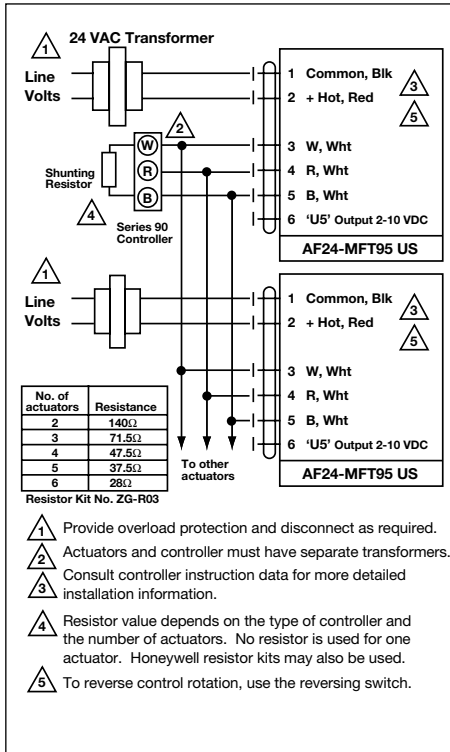 1
24 VAC Transformer
Line
Volts
1 Common, Blk
2 + Hot, Red
3
5
2
3 W, Wht
4 R, Wht
5 B, Wht
6 'U5' Output 2-10 VDC
AF24-MFT95 US
W
R
B
Shunting
Resistor
4
Series 90
Controller
1
Line
Volts
1 Common, Blk
2 + Hot, Red
3
5
3 W, Wht
4 R, Wht
5 B, Wht
6 'U5' Output 2-10 VDC
AF24-MFT95 US
No. of
actuators Resistance
2 140Ω
3 71.5Ω
4 47.5Ω
5 37.5Ω
6 28Ω
Resistor Kit No. ZG-R03
To other
actuators
1 Provide overload protection and disconnect as required.
2 Actuators and controller must have separate transformers.
3 Consult controller instruction data for more detailed
installation information.
4 Resistor value depends on the type of controller and
the number of actuators. No resistor is used for one
actuator. Honeywell resistor kits may also be used.
5 To reverse control rotation, use the reversing switch.